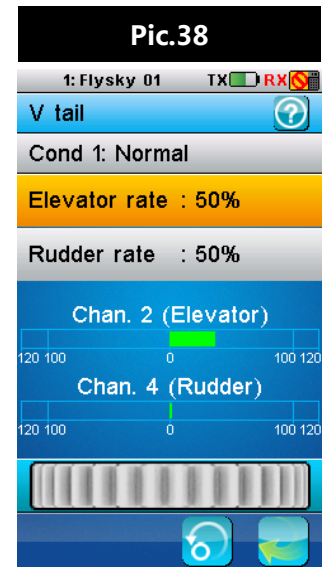 Pic.38
1: Flysky 01 TX RX
V tail ?
Cond 1: Normal
Elevator rate : 50%
Rudder rate : 50%
Chan. 2 (Elevator)
120 100 0 100 120
Chan. 4 (Rudder)
120 100 0 100 120